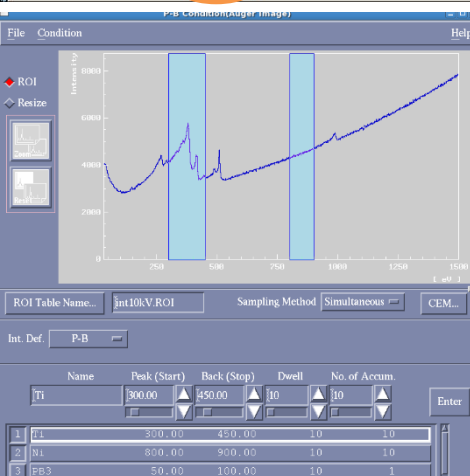 P-B Condition(Auger Image)
File Condition Help
ROI
Resize
Zoom
Reset
Intensity
8000
6000
4000
2000
0
250 500 750 1000 1250 1500
[ eV ]
ROI Table Name... int10kV.ROI Sampling Method Simultaneous CEM...
Int. Def. P-B
Name Peak (Start) Back (Stop) Dwell No. of Accum.
Ti 300.00 450.00 10 10 Enter
1 Ti 300.00 450.00 10 10
2 Ni 800.00 900.00 10 10
3 PB3 50.00 100.00 10 1